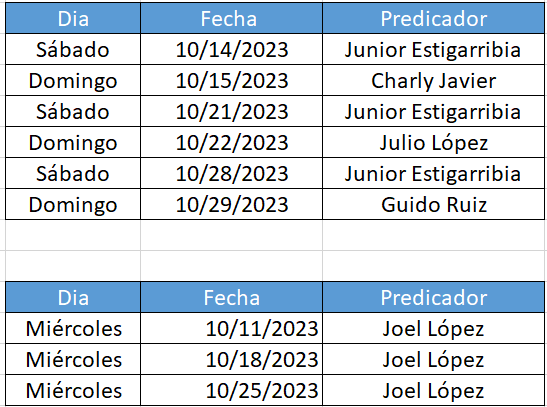 Dia Fecha Predicador
Sábado 10/14/2023 Junior Estigarribia
Domingo 10/15/2023 Charly Javier
Sábado 10/21/2023 Junior Estigarribia
Domingo 10/22/2023 Julio López
Sábado 10/28/2023 Junior Estigarribia
Domingo 10/29/2023 Guido Ruiz
Dia Fecha Predicador
Miércoles 10/11/2023 Joel López
Miércoles 10/18/2023 Joel López
Miércoles 10/25/2023 Joel López